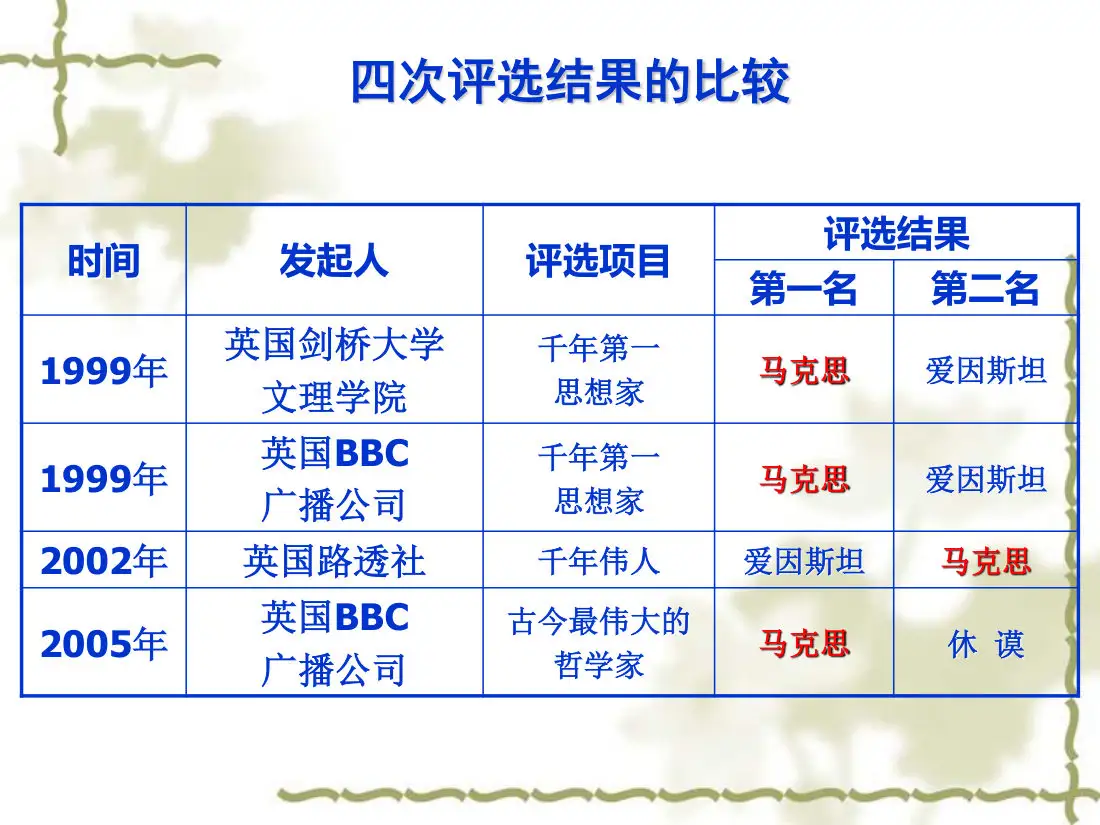 四次评选结果的比较
时间 发起人 评选项目 评选结果
第一名 第二名
1999年 英国剑桥大学
文理学院 千年第一
思想家 马克思 爱因斯坦
1999年 英国BBC
广播公司 千年第一
思想家 马克思 爱因斯坦
2002年 英国路透社 千年伟人 爱因斯坦 马克思
2005年 英国BBC
广播公司 古今最伟大的
哲学家 马克思 休 谟